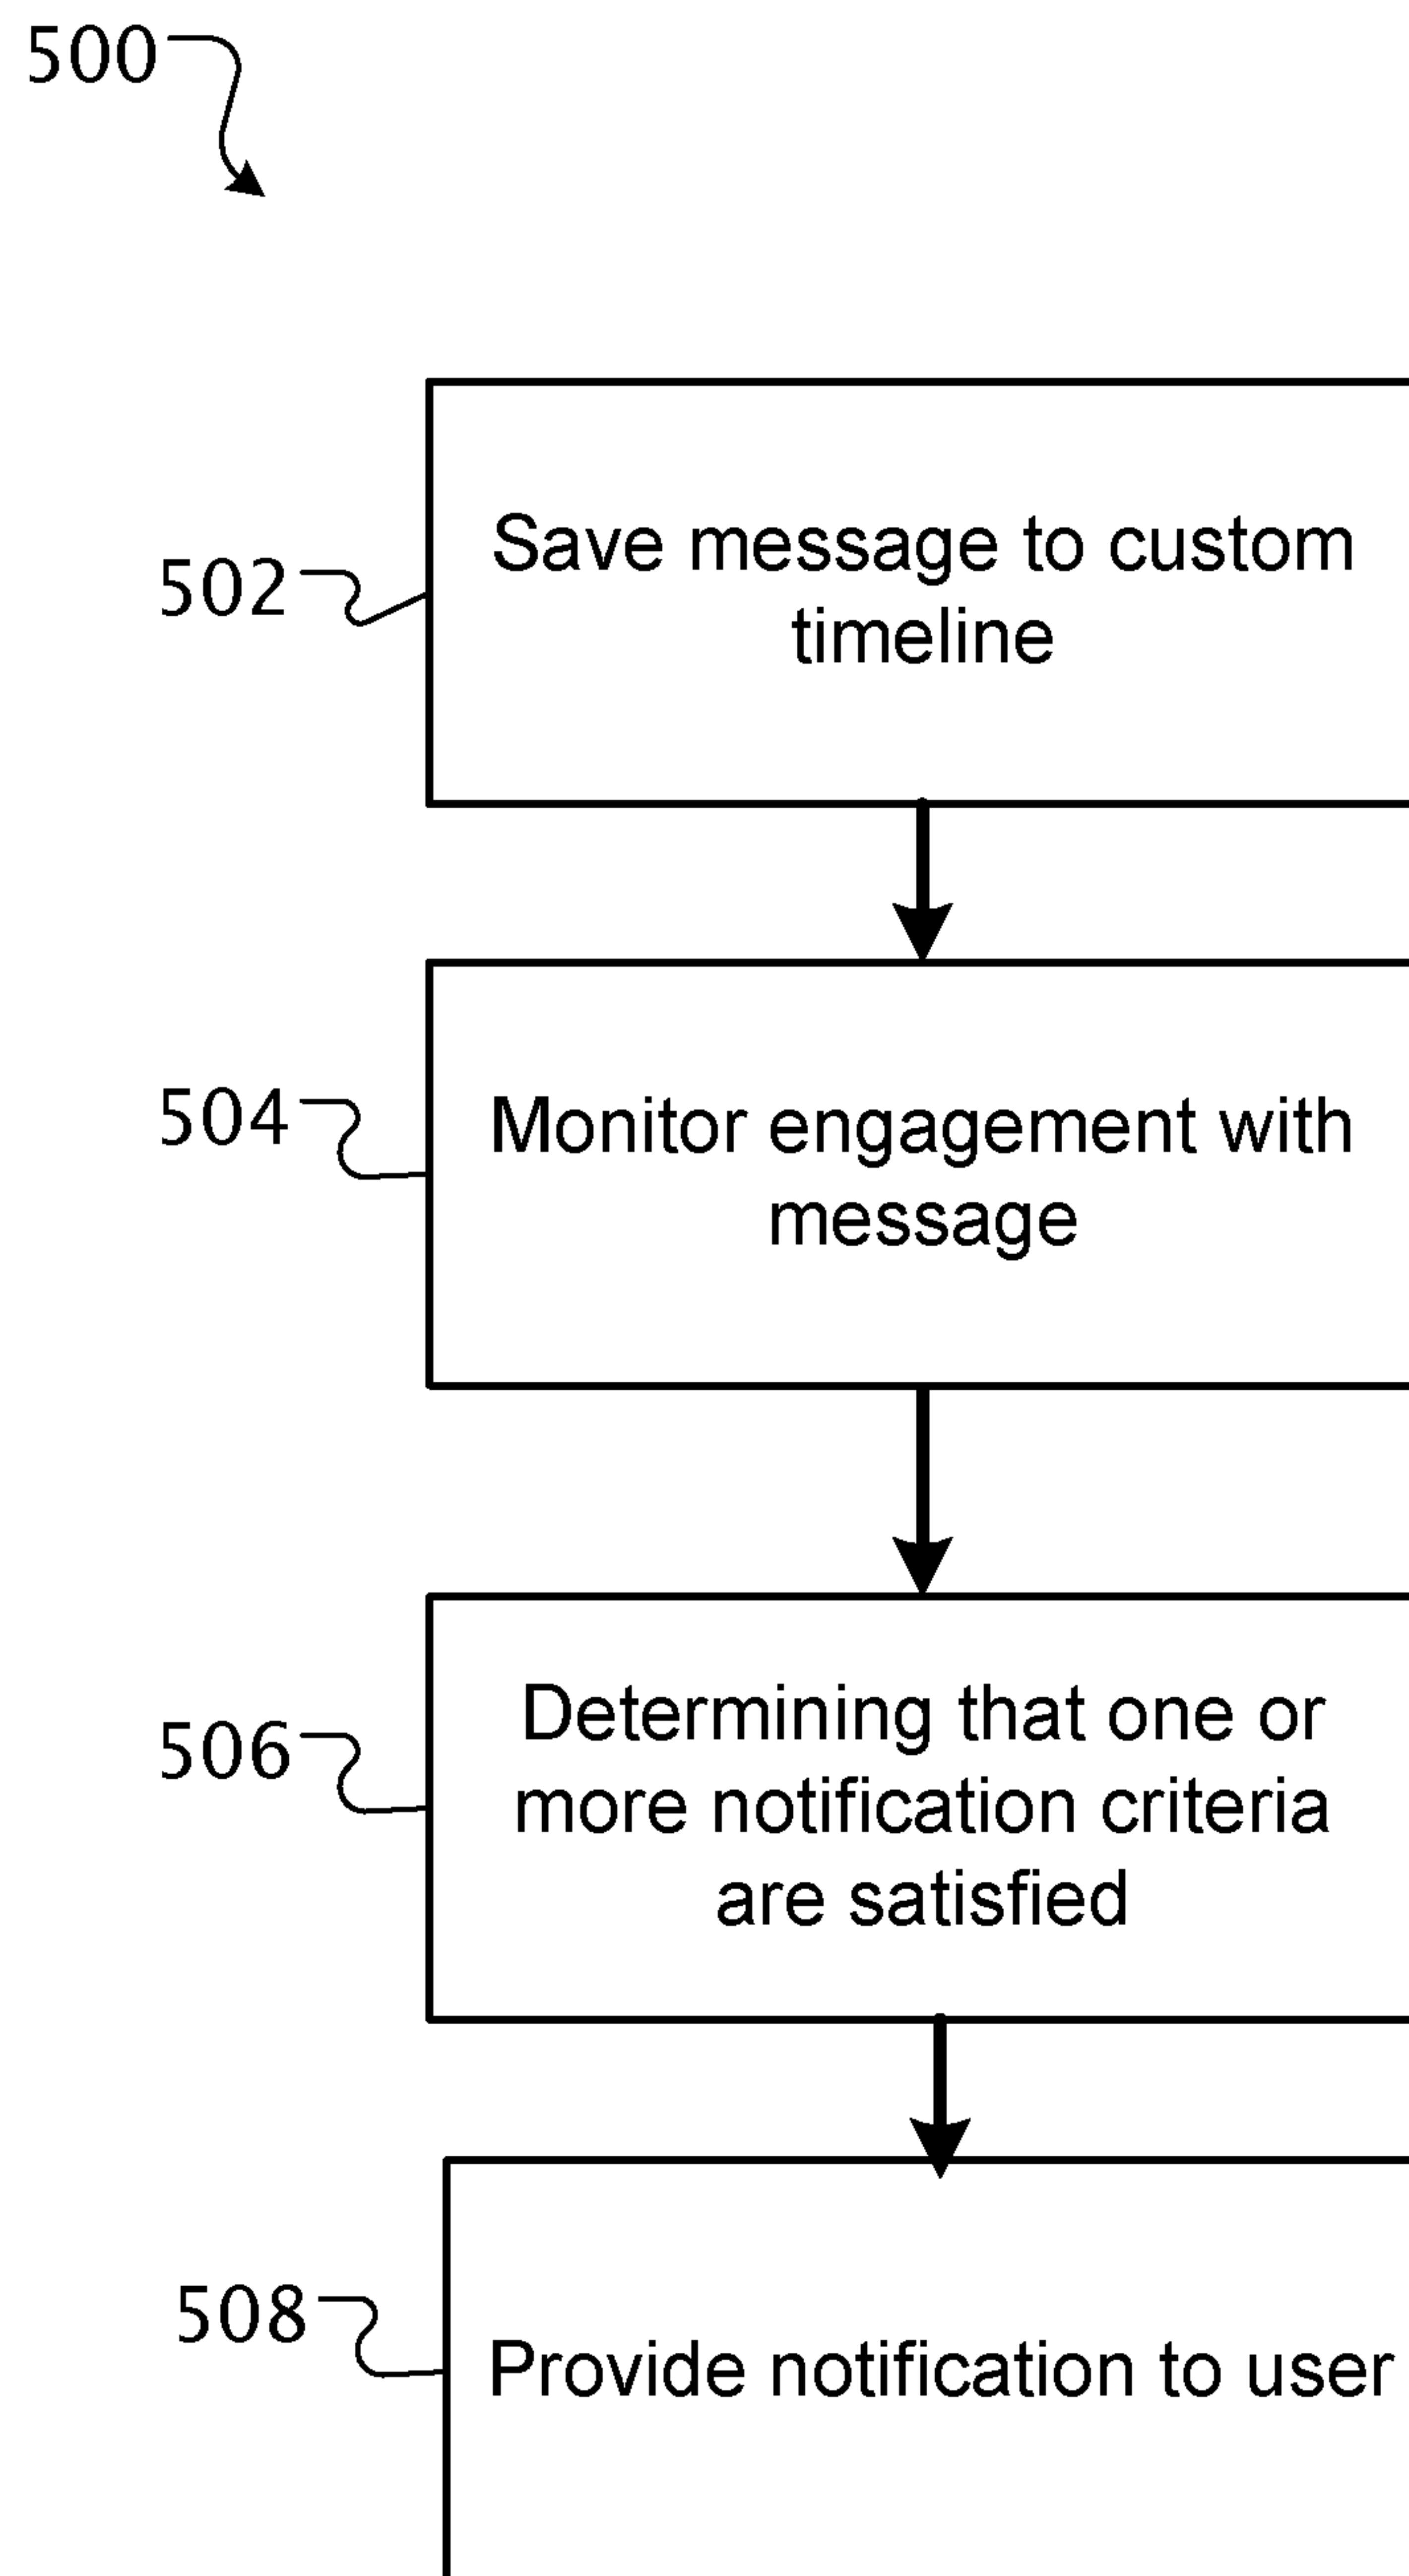 500
502
Save message to custom
timeline
504
Monitor engagement with
message
506
Determining that one or
more notification criteria
are satisfied
508
Provide notification to user